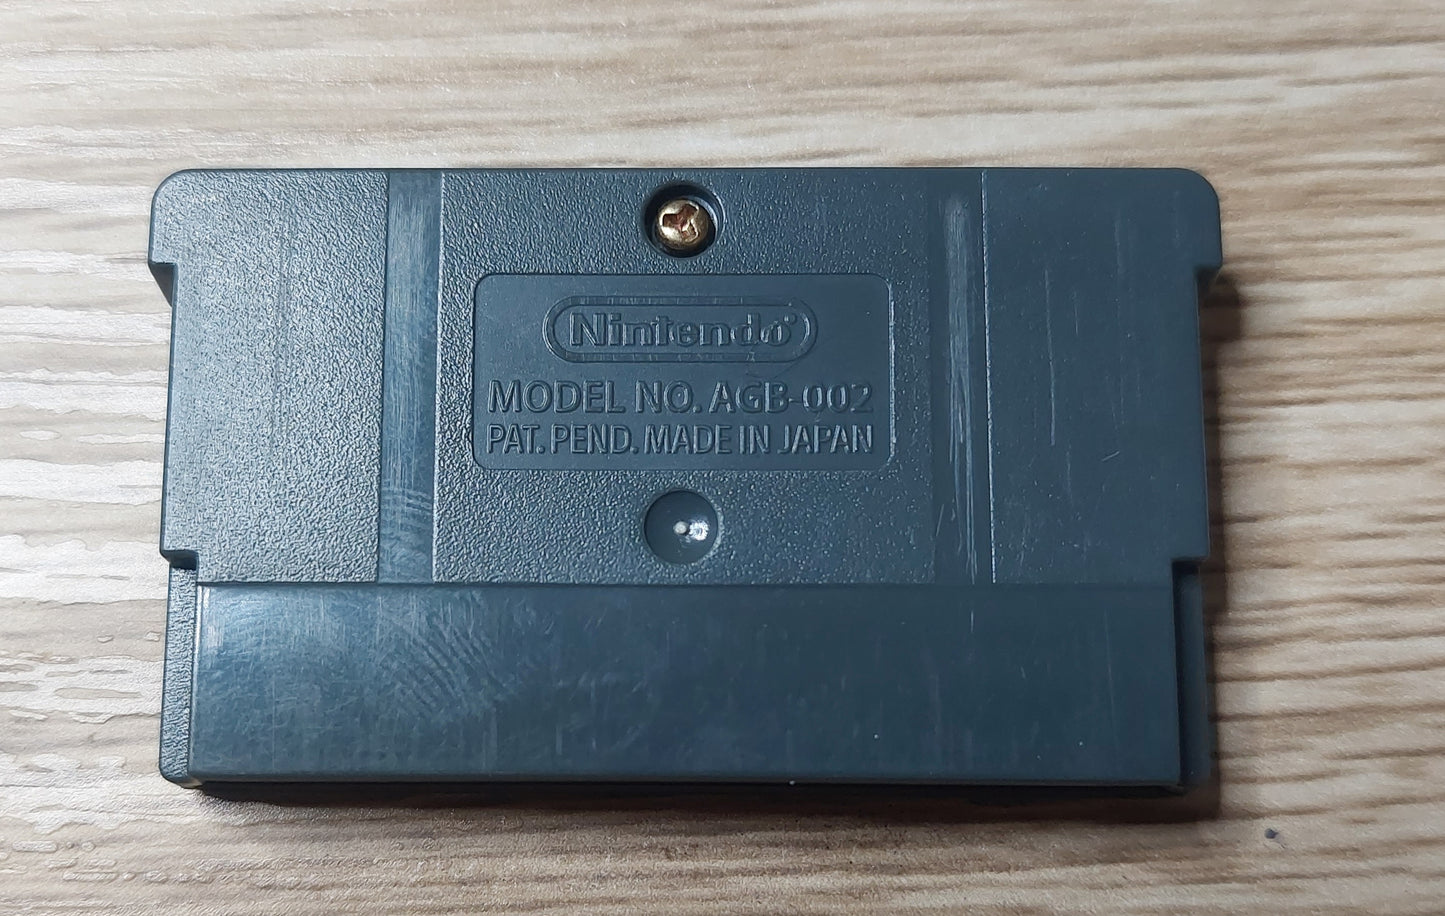 Nintendo®
MODEL NO. AGB-002
PAT. PEND. MADE IN JAPAN